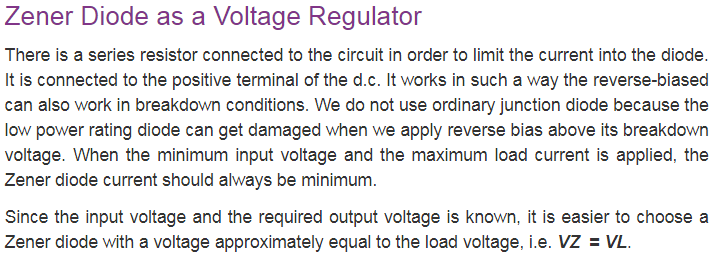 Zener Diode as a Voltage Regulator
There is a series resistor connected to the circuit in order to limit the current into the diode.
It is connected to the positive terminal of the d.c. It works in such a way the reverse-biased
can also work in breakdown conditions. We do not use ordinary junction diode because the
low power rating diode can get damaged when we apply reverse bias above its breakdown
voltage. When the minimum input voltage and the maximum load current is applied, the
Zener diode current should always be minimum.
Since the input voltage and the required output voltage is known, it is easier to choose a
Zener diode with a voltage approximately equal to the load voltage, i.e. VZ = VL.